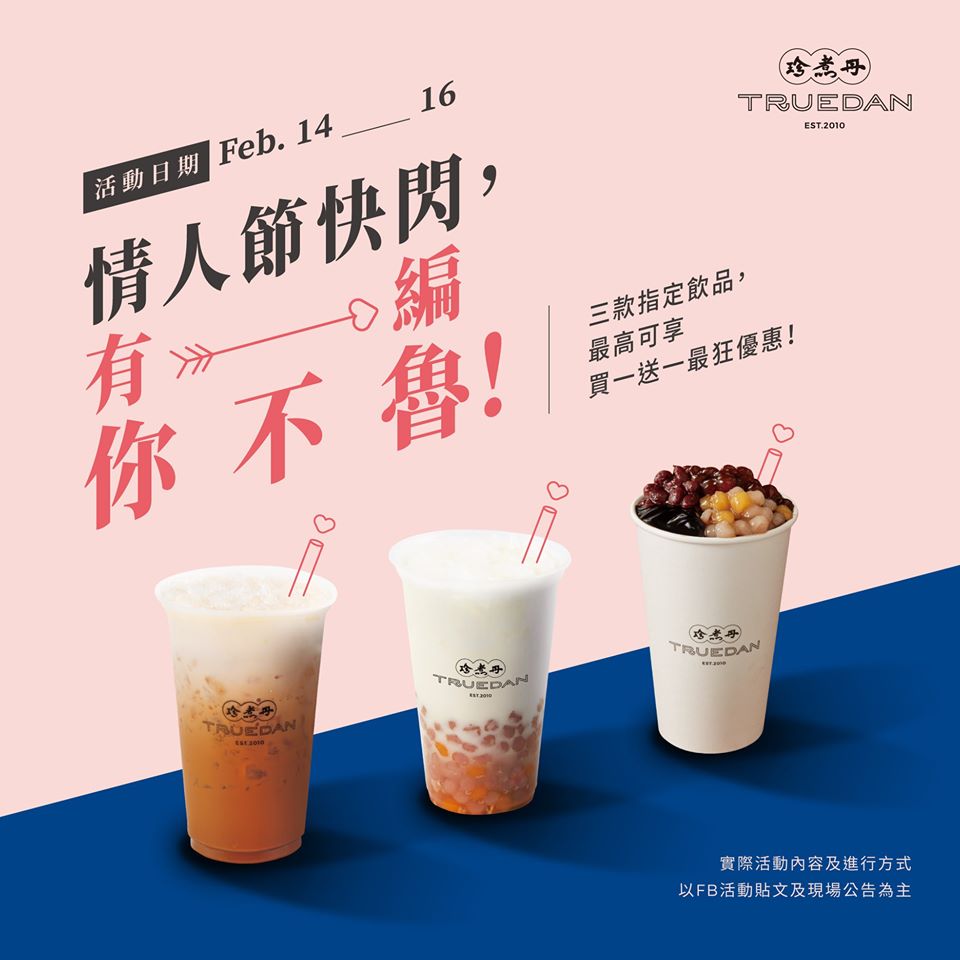 珍煮丹
TRUEDAN
EST.2010
活動日期 Feb. 14 ___ 16
情人節快閃，
有編
你不魯!
三款指定飲品，
最高可享
買一送一最狂優惠!
珍煮丹
TRUEDAN
EST.2010
珍煮丹
TRUEDAN
EST.2010
珍煮丹
TRUEDAN
EST.2010
實際活動內容及進行方式
以FB活動貼文及現場公告為主